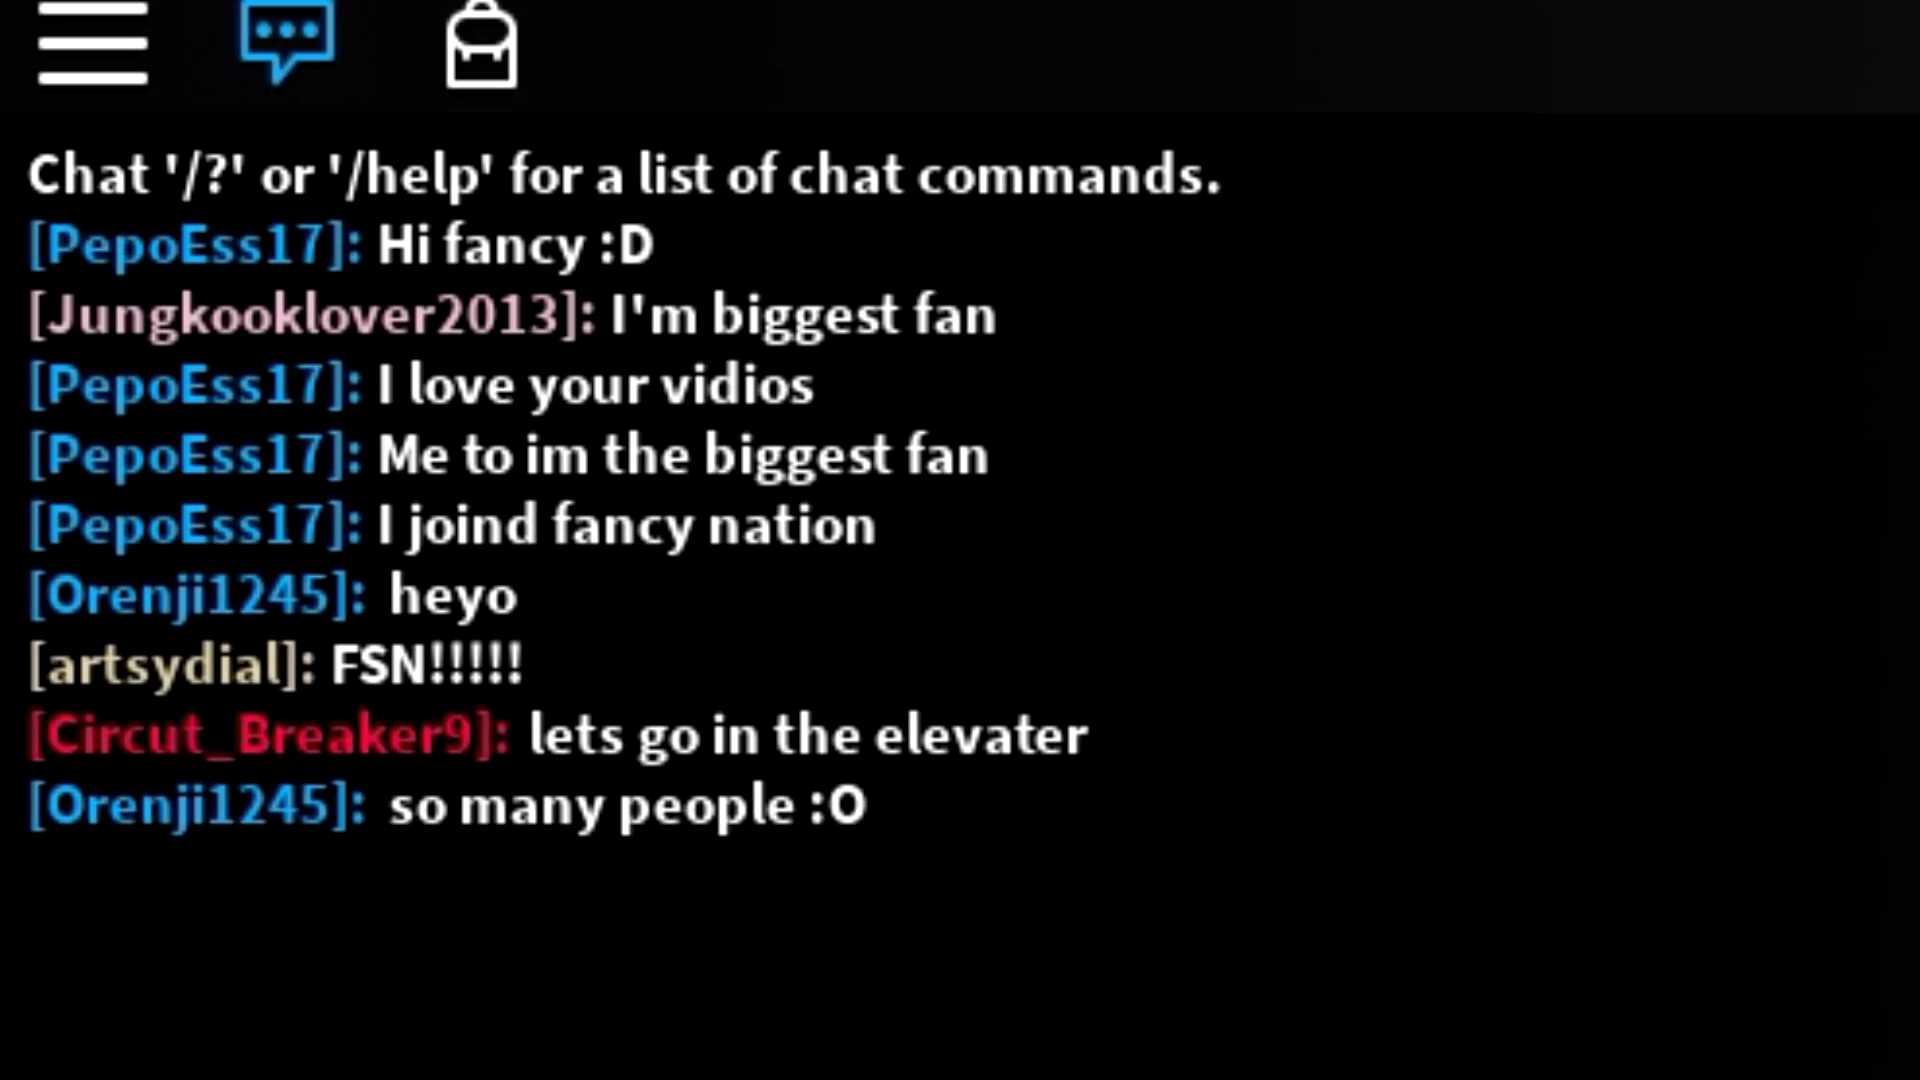 Chat '/?' or '/help' for a list of chat commands.
[PepoEss17]: Hi fancy :D
[Jungkooklover2013]: I'm biggest fan
[PepoEss17]: I love your vidios
[PepoEss17]: Me to im the biggest fan
[PepoEss17]: I joind fancy nation
[Orenji1245]: heyo
[artsydial]: FSN!!!!!
[Circut_Breaker9]: lets go in the elevater
[Orenji1245]: so many people :O